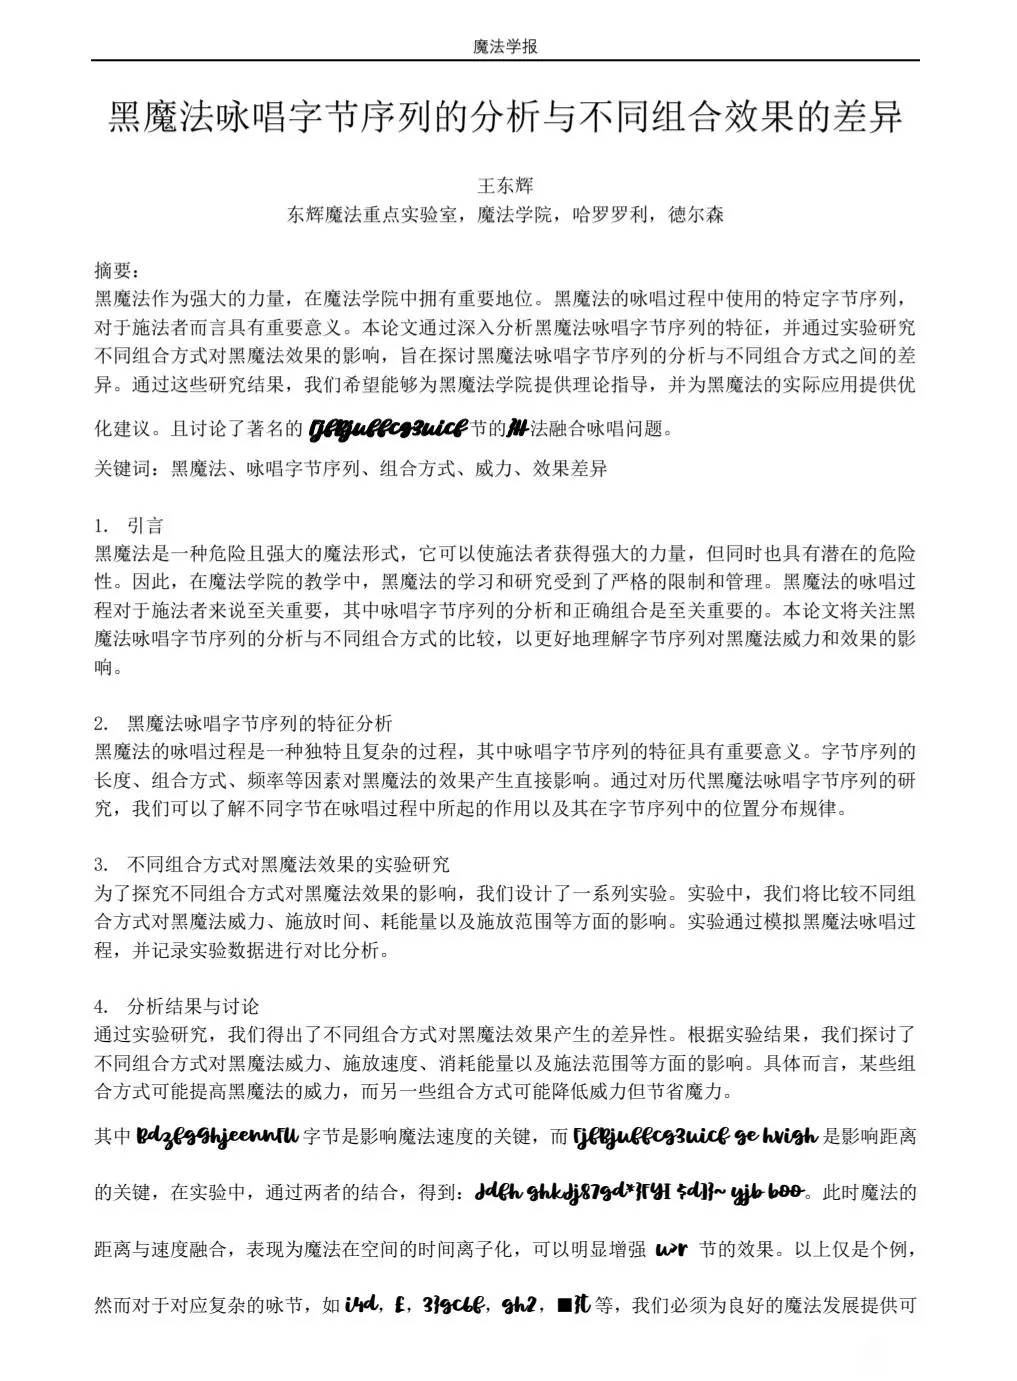 魔法学报
黑魔法咏唱字节序列的分析与不同组合效果的差异
王东辉
东辉魔法重点实验室，魔法学院，哈罗罗利，德尔森
摘要：
黑魔法作为强大的力量，在魔法学院中拥有重要地位。黑魔法的咏唱过程中使用的特定字节序列，
对于施法者而言具有重要意义。本论文通过深入分析黑魔法咏唱字节序列的特征，并通过实验研究
不同组合方式对黑魔法效果的影响，旨在探讨黑魔法咏唱字节序列的分析与不同组合方式之间的差
异。通过这些研究结果，我们希望能够为黑魔法学院提供理论指导，并为黑魔法的实际应用提供优
化建议。且讨论了著名的 节的 法融合咏唱问题。
关键词：黑魔法、咏唱字节序列、组合方式、威力、效果差异
1. 引言
黑魔法是一种危险且强大的魔法形式，它可以使施法者获得强大的力量，但同时也具有潜在的危险
性。因此，在魔法学院的教学中，黑魔法的学习和研究受到了严格的限制和管理。黑魔法的咏唱过
程对于施法者来说至关重要，其中咏唱字节序列的分析和正确组合是至关重要的。本论文将关注黑
魔法咏唱字节序列的分析与不同组合方式的比较，以更好地理解字节序列对黑魔法威力和效果的影
响。
2. 黑魔法咏唱字节序列的特征分析
黑魔法的咏唱过程是一种独特且复杂的过程，其中咏唱字节序列的特征具有重要意义。字节序列的
长度、组合方式、频率等因素对黑魔法的效果产生直接影响。通过对历代黑魔法咏唱字节序列的研
究，我们可以了解不同字节在咏唱过程中所起的作用以及其在字节序列中的位置分布规律。
3. 不同组合方式对黑魔法效果的实验研究
为了探究不同组合方式对黑魔法效果的影响，我们设计了一系列实验。实验中，我们将比较不同组
合方式对黑魔法威力、施放时间、耗能量以及施放范围等方面的影响。实验通过模拟黑魔法咏唱过
程，并记录实验数据进行对比分析。
4. 分析结果与讨论
通过实验研究，我们得出了不同组合方式对黑魔法效果产生的差异性。根据实验结果，我们探讨了
不同组合方式对黑魔法威力、施放速度、消耗能量以及施法范围等方面的影响。具体而言，某些组
合方式可能提高黑魔法的威力，而另一些组合方式可能降低威力但节省魔力。
其中 字节是影响魔法速度的关键，而 ge hvigh 是影响距离
的关键，在实验中，通过两者的结合，得到： yjb boo。此时魔法的
距离与速度融合，表现为魔法在空间的时间离子化，可以明显增强 节的效果。以上仅是个例，
然而对于对应复杂的咏节，如 i4d，£，3}gc6f，gh2， 等，我们必须为良好的魔法发展提供可